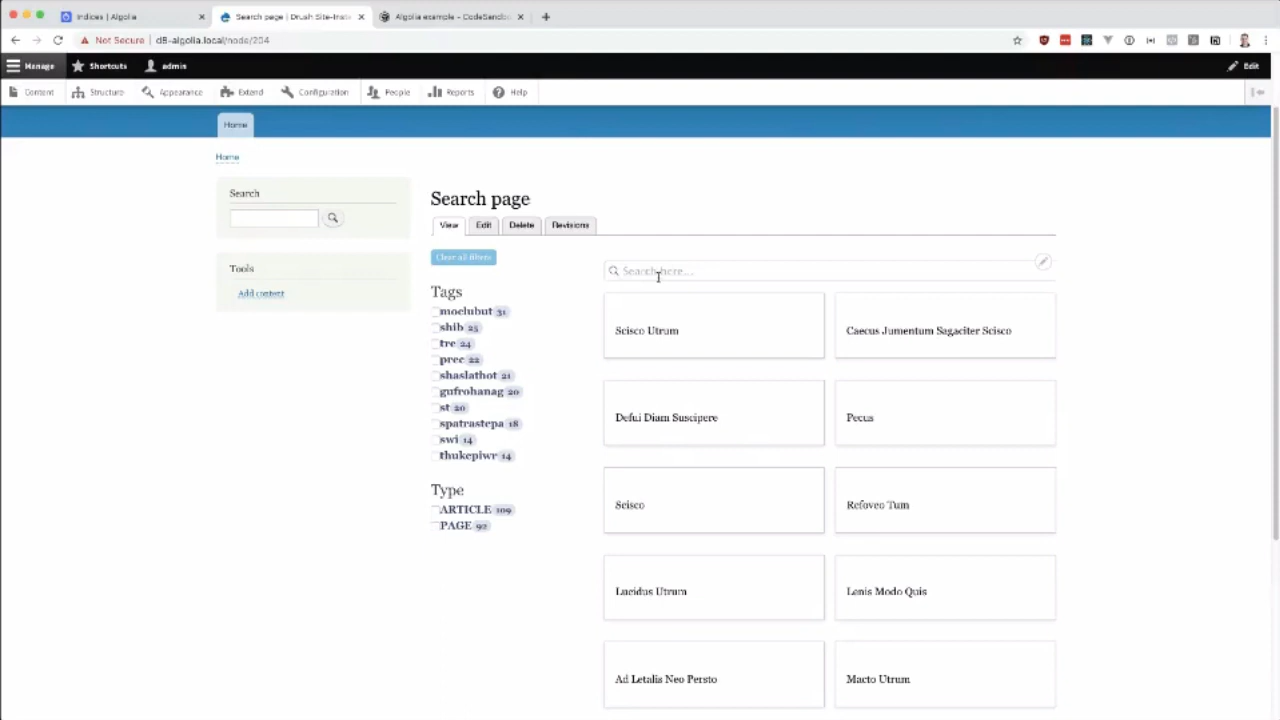 Indices | Algolia
Search page | Drush Site-Insta
Algolia example - CodeSandbo
Not Secure | d8-algolia.local/node/204
Manage Shortcuts admin Edit
Content Structure Appearance Extend Configuration People Reports Help
Home
Home
Search
Tools
Add content
Search page
View Edit Delete Revisions
Clear all filters
Tags
moclubut 31
shib 25
tre 24
prec 22
shaslathot 21
gufrohanag 20
st 20
spatrastepa 18
swi 14
thukepiwr 14
Type
ARTICLE 109
PAGE 92
Search here...
Scisco Utrum
Caecus Jumentum Sagaciter Scisco
Defui Diam Suscipere
Pecus
Scisco
Refoveo Tum
Lucidus Utrum
Lenis Modo Quis
Ad Letalis Neo Persto
Macto Utrum